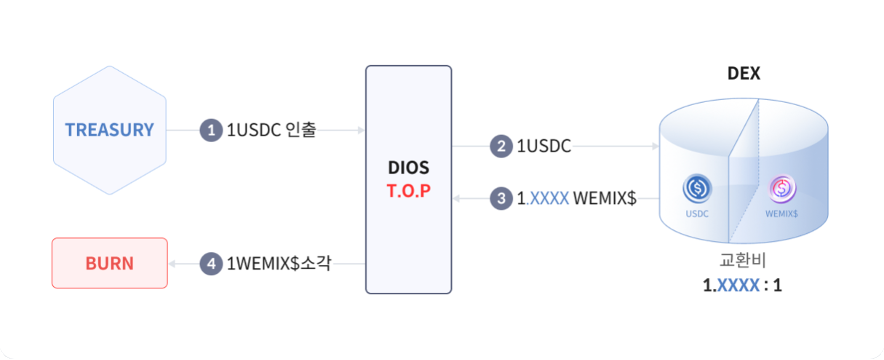 DEX
TREASURY
1 1USDC 인출
2 1USDC
DIOS
T.O.P
3 1.XXXX WEMIX$
USDC
WEMIX$
BURN
4 1WEMIX$소각
교환비
1.XXXX : 1